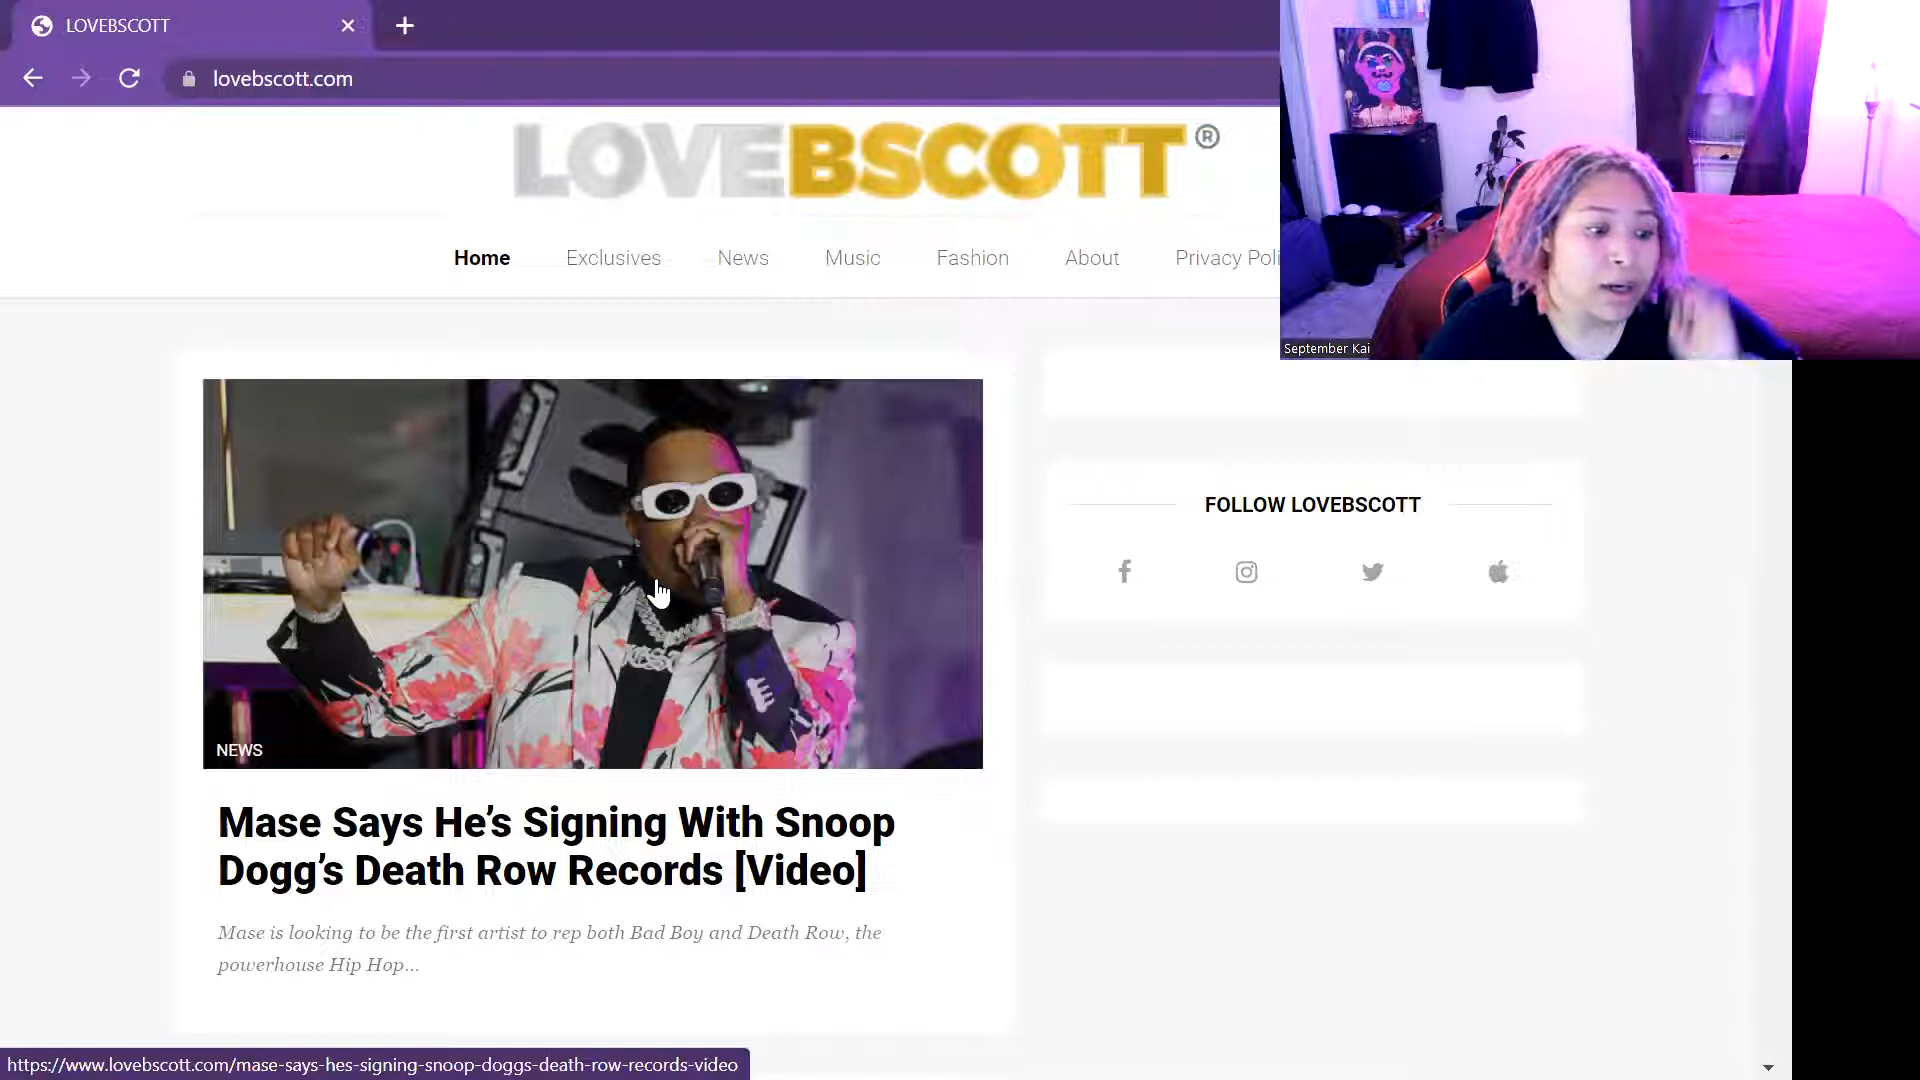 LOVEBSCOTT
lovebscott.com
LOVEBSCOTT®
Home Exclusives News Music Fashion About Privacy Poli
September Kai
FOLLOW LOVEBSCOTT
NEWS
Mase Says He’s Signing With Snoop
Dogg’s Death Row Records [Video]
Mase is looking to be the first artist to rep both Bad Boy and Death Row, the
powerhouse Hip Hop...
https://www.lovebscott.com/mase-says-hes-signing-snoop-doggs-death-row-records-video